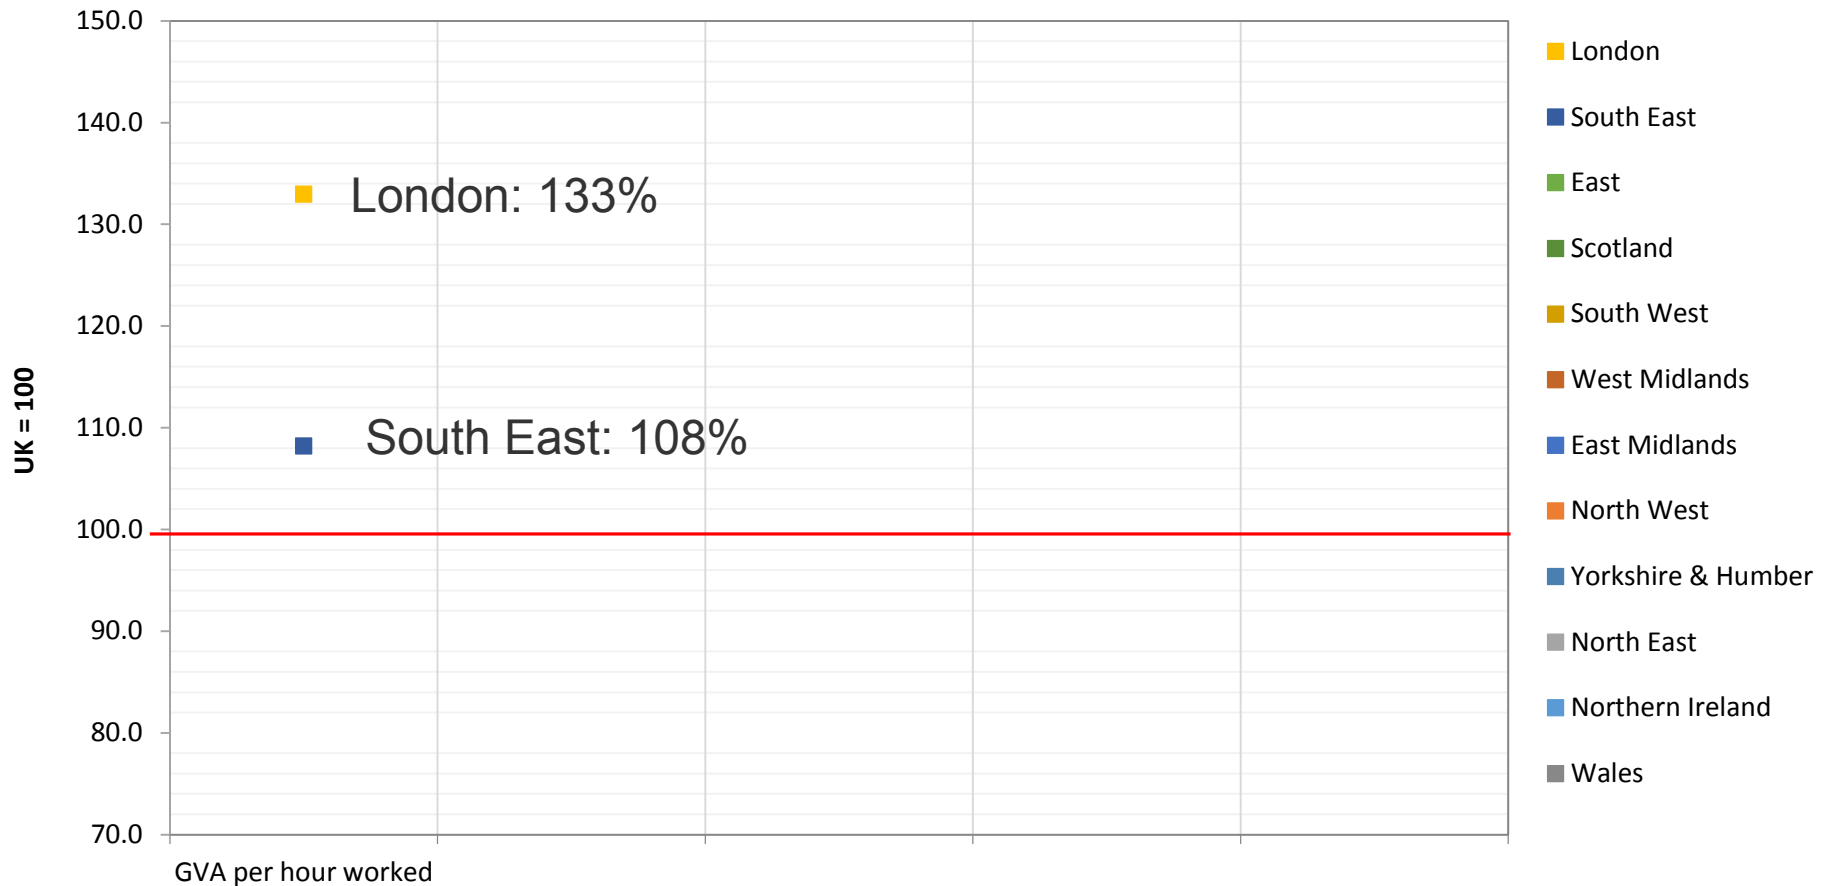 150.0
140.0
130.0
120.0
110.0
100.0
90.0
80.0
70.0
UK = 100
London: 133%
South East: 108%
GVA per hour worked
London
South East
East
Scotland
South West
West Midlands
East Midlands
North West
Yorkshire & Humber
North East
Northern Ireland
Wales